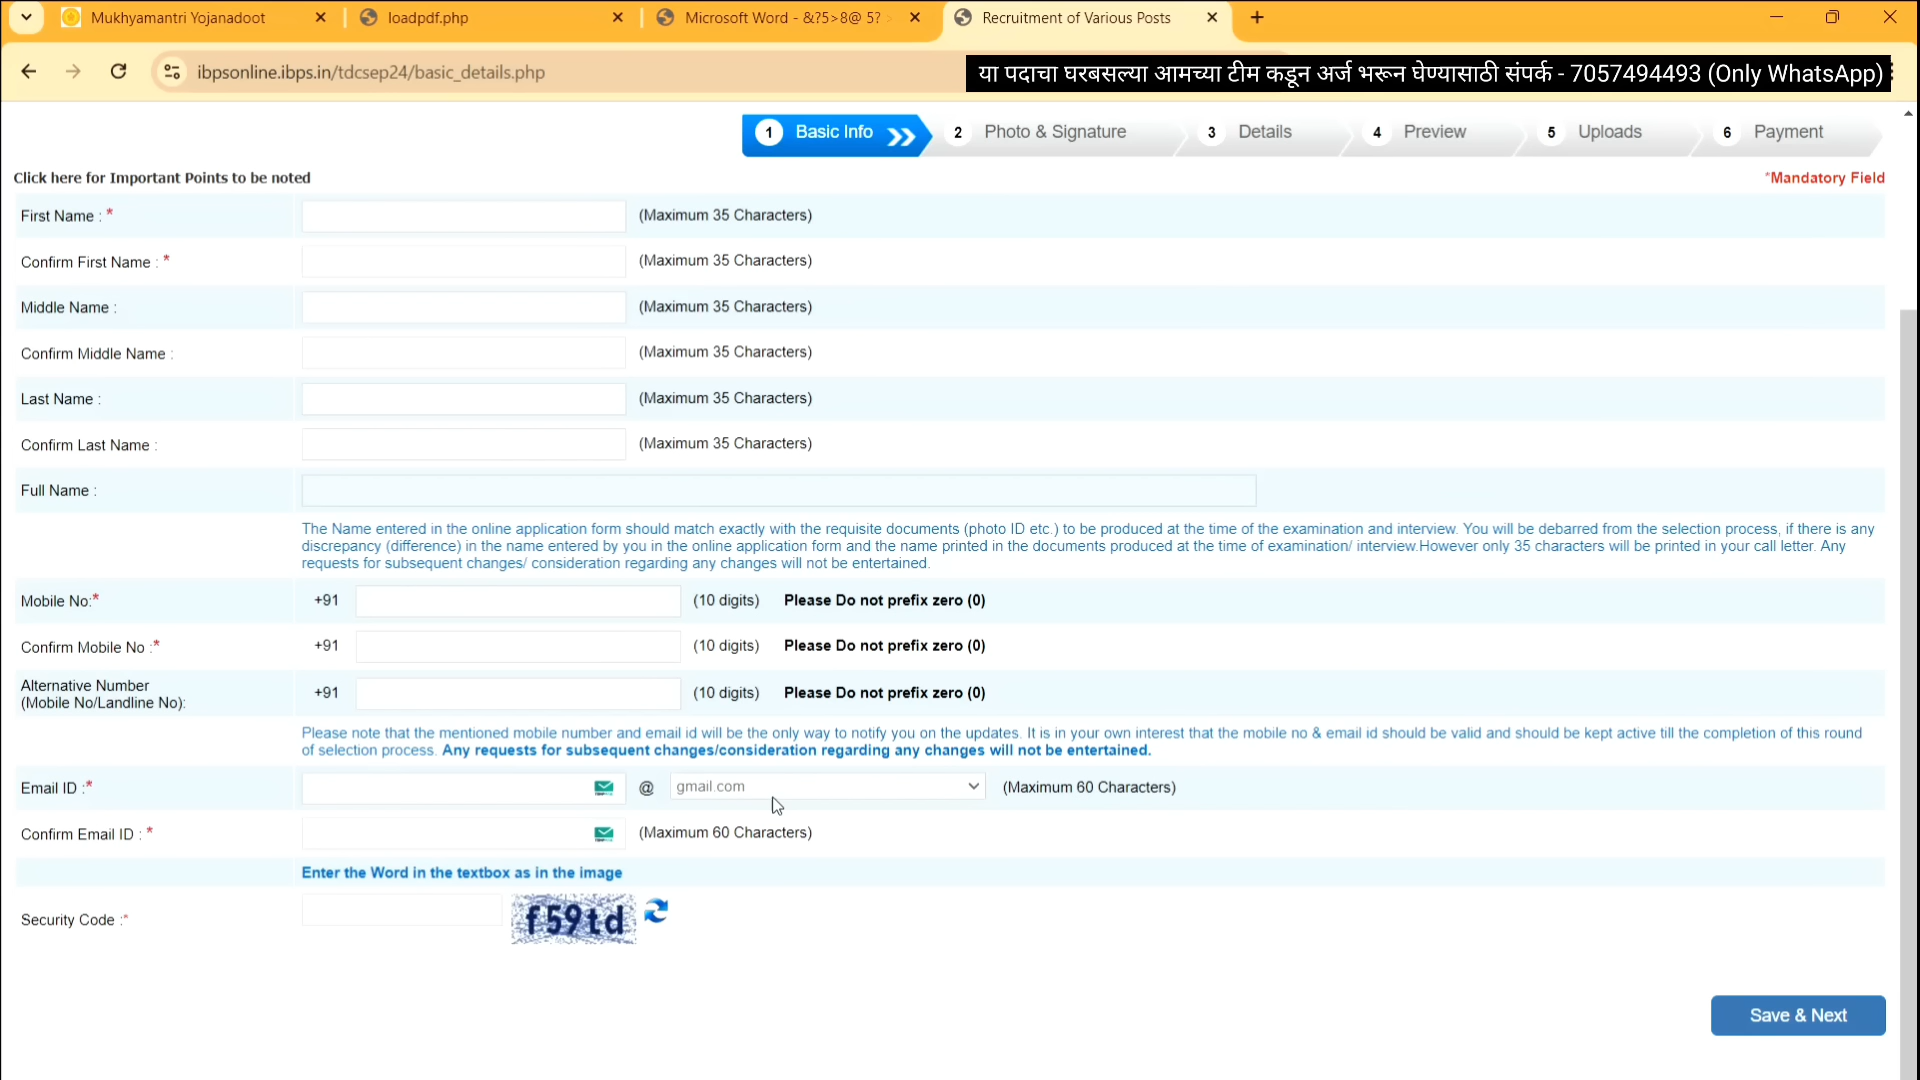 Mukhyamantri Yojanadoot
loadpdf.php
Microsoft Word - &?5>8@ 5?
Recruitment of Various Posts
ibpsonline.ibps.in/tdcsep24/basic_details.php
या पदाचा घरबसल्या आमच्या टीम कडून अर्ज भरून घेण्यासाठी संपर्क - 7057494493 (Only WhatsApp)
1 Basic Info 2 Photo & Signature 3 Details 4 Preview 5 Uploads 6 Payment
Click here for Important Points to be noted *Mandatory Field
First Name : * (Maximum 35 Characters)
Confirm First Name : * (Maximum 35 Characters)
Middle Name : (Maximum 35 Characters)
Confirm Middle Name : (Maximum 35 Characters)
Last Name : (Maximum 35 Characters)
Confirm Last Name : (Maximum 35 Characters)
Full Name :
The Name entered in the online application form should match exactly with the requisite documents (photo ID etc.) to be produced at the time of the examination and interview. You will be debarred from the selection process, if there is any
discrepancy (difference) in the name entered by you in the online application form and the name printed in the documents produced at the time of examination/ interview.However only 35 characters will be printed in your call letter. Any
requests for subsequent changes/ consideration regarding any changes will not be entertained.
Mobile No:* +91 (10 digits) Please Do not prefix zero (0)
Confirm Mobile No :* +91 (10 digits) Please Do not prefix zero (0)
Alternative Number
(Mobile No/Landline No): +91 (10 digits) Please Do not prefix zero (0)
Please note that the mentioned mobile number and email id will be the only way to notify you on the updates. It is in your own interest that the mobile no & email id should be valid and should be kept active till the completion of this round
of selection process. Any requests for subsequent changes/consideration regarding any changes will not be entertained.
Email ID :* @ gmail.com (Maximum 60 Characters)
Confirm Email ID : * (Maximum 60 Characters)
Enter the Word in the textbox as in the image
Security Code :* f59td
Save & Next